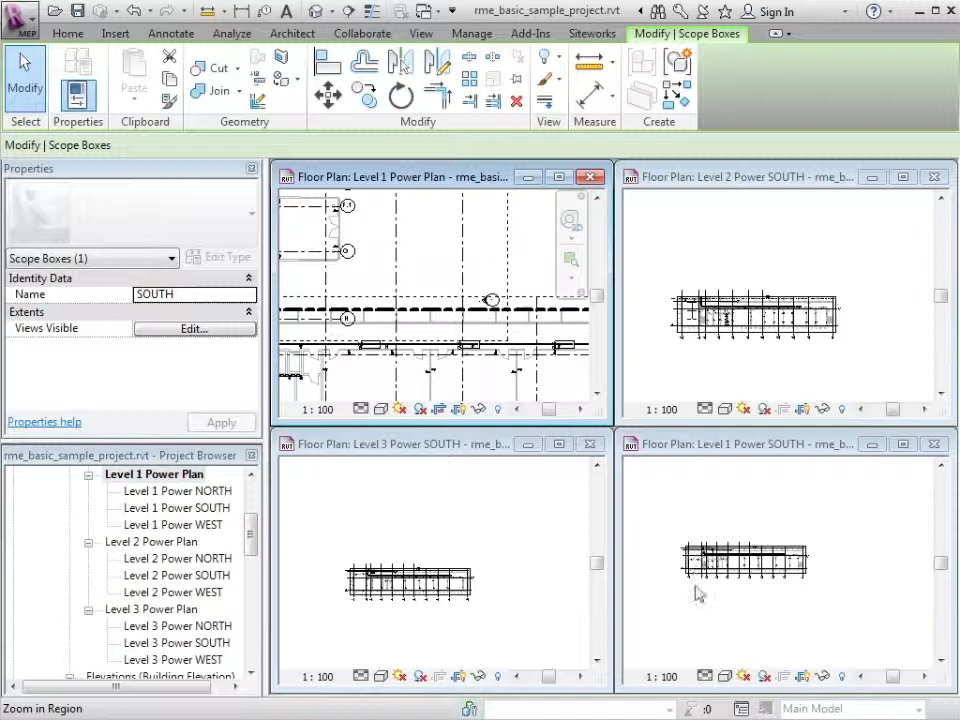 rme_basic_sample_project.rvt
Sign In
MEP
Home
Insert
Annotate
Analyze
Architect
Collaborate
View
Manage
Add-Ins
Siteworks
Modify | Scope Boxes
Modify
Paste
Cut
Join
Select
Properties
Clipboard
Geometry
Modify
View
Measure
Create
Modify | Scope Boxes
Properties
Scope Boxes (1)
Edit Type
Identity Data
Name
SOUTH
Extents
Views Visible
Edit...
Properties help
Apply
rme_basic_sample_project.rvt - Project Browser
Level 1 Power Plan
Level 1 Power NORTH
Level 1 Power SOUTH
Level 1 Power WEST
Level 2 Power Plan
Level 2 Power NORTH
Level 2 Power SOUTH
Level 2 Power WEST
Level 3 Power Plan
Level 3 Power NORTH
Level 3 Power SOUTH
Level 3 Power WEST
Elevations (Building Elevation)
Floor Plan: Level 1 Power Plan - rme_basi...
1 : 100
Floor Plan: Level 2 Power SOUTH - rme_b...
1 : 100
Floor Plan: Level 3 Power SOUTH - rme_b...
1 : 100
Floor Plan: Level 1 Power SOUTH - rme_b...
1 : 100
Zoom in Region
:0
Main Model